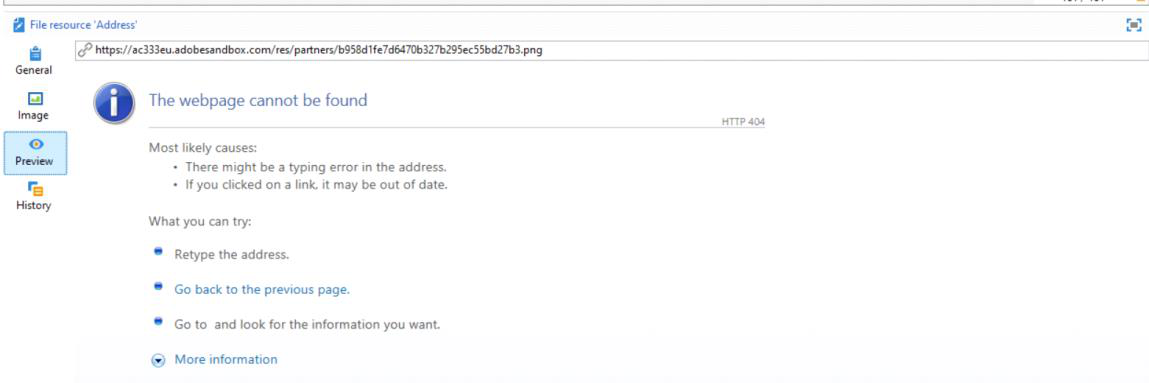 File resource 'Address'
https://ac333eu.adobesandbox.com/res/partners/b958d1fe7d6470b327b295ec55bd27b3.png
General
Image
Preview
History
The webpage cannot be found
HTTP 404
Most likely causes:
• There might be a typing error in the address.
• If you clicked on a link, it may be out of date.
What you can try:
Retype the address.
Go back to the previous page.
Go to  and look for the information you want.
More information